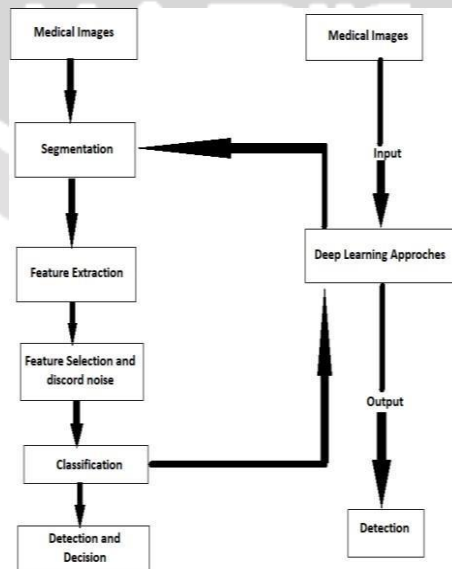 Medical Images
Medical Images
Segmentation
Input
Deep Learning Approches
Feature Extraction
Feature Selection and
discord noise
Output
Classification
Detection and
Decision
Detection